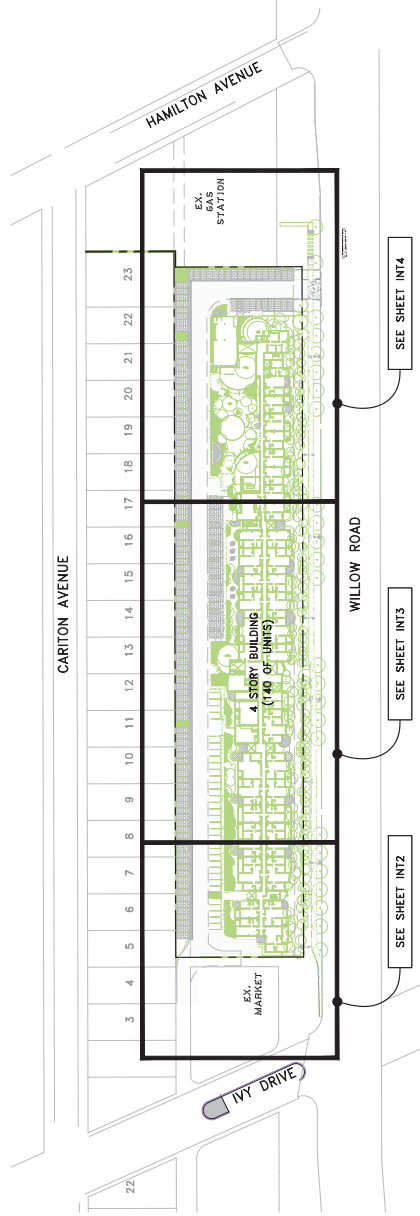 HAMILTON AVENUE
EX.
GAS
STATION
SEE SHEET INT4
23
22
21
20
19
18
17
16
15
14
13
12
11
10
9
8
7
6
5
4
3
CARLTON AVENUE
WILLOW ROAD
4 STORY BUILDING
(140 OF UNITS)
SEE SHEET INT3
SEE SHEET INT2
EX.
MARKET
IVY DRIVE
22